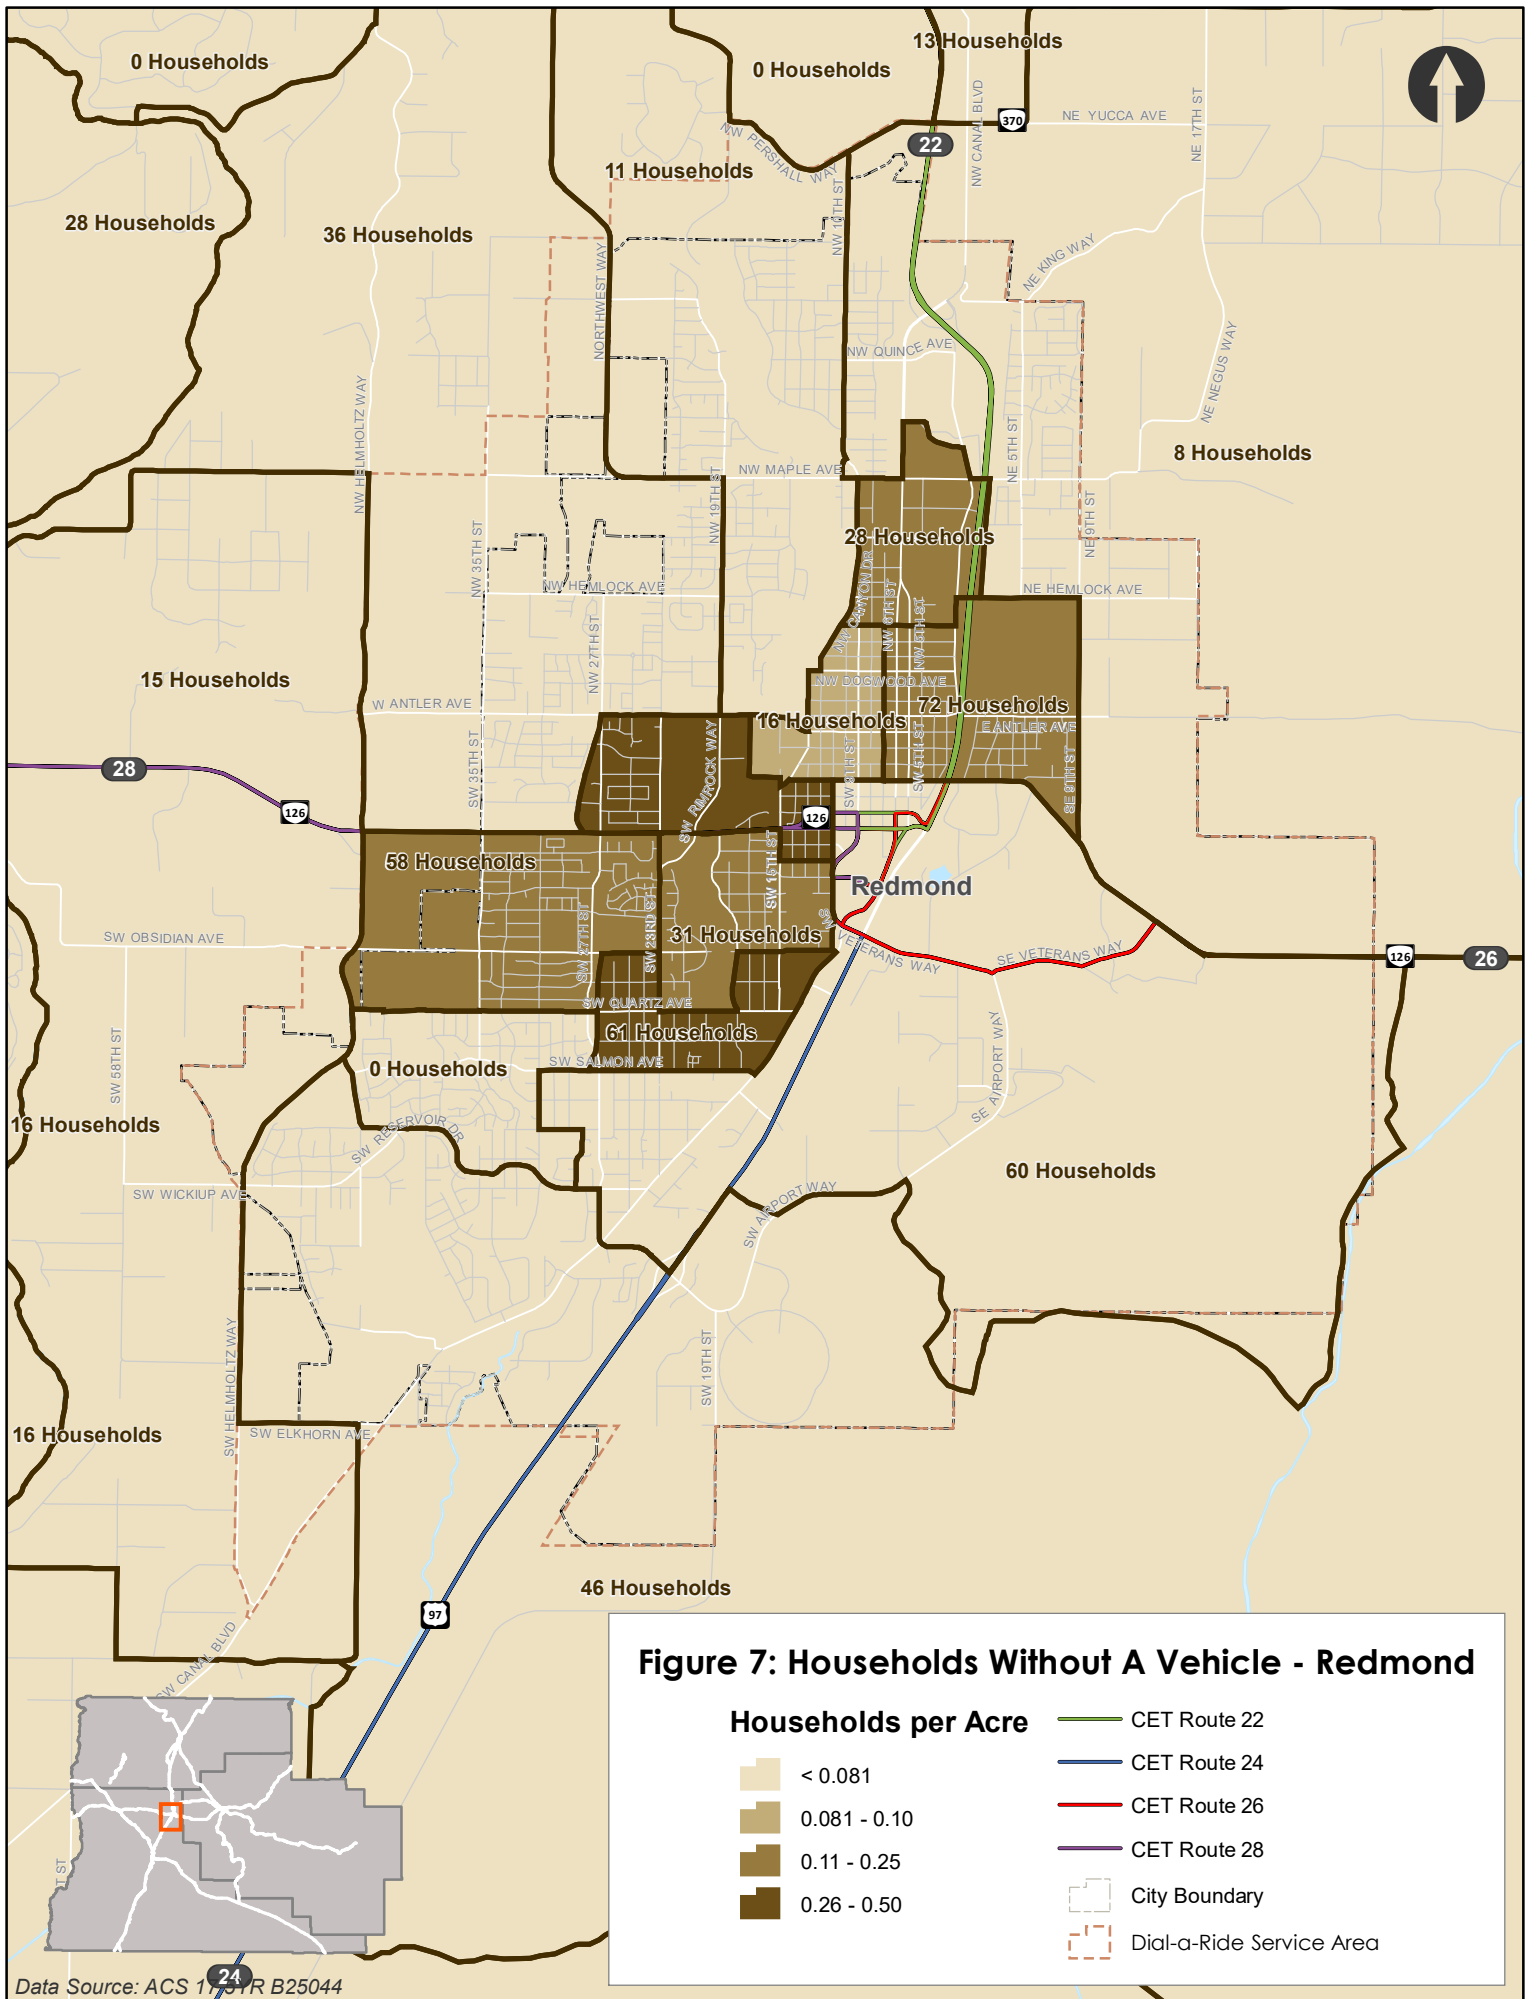 13 Households
0 Households
0 Households
370
NE YUCCA AVE
NW CANAL BLVD
NE 17TH ST
22
NW PERSHALL WAY
11 Households
28 Households
36 Households
NW 10TH ST
NE KING WAY
NORTHWEST WAY
NW QUINCE AVE
NE NEGUS WAY
NW HELMHOLTZ WAY
NE 5TH ST
8 Households
NW MAPLE AVE
NW 19TH ST
NE 9TH ST
NW 35TH ST
28 Households
NW HEMLOCK AVE
NW CANYON DR
NE HEMLOCK AVE
NW 6TH ST
NW 5TH ST
NW 27TH ST
15 Households
NW DOGWOOD AVE
W ANTLER AVE
16 Households
72 Households
E ANTLER AVE
28
SW 35TH ST
SW RIMROCK WAY
SW 9TH ST
SW 5TH ST
SE 9TH ST
126
126
58 Households
SW 15TH ST
Redmond
SW 27TH ST
SW 23RD ST
31 Households
SW OBSIDIAN AVE
SW VETERANS WAY
SE VETERANS WAY
126
26
SW QUARTZ AVE
61 Households
SW 58TH ST
0 Households
SW SALMON AVE
SE AIRPORT WAY
16 Households
SW RESERVOIR DR
60 Households
SW WICKIUP AVE
SW AIRPORT WAY
SW HELMHOLTZ WAY
SW 19TH ST
16 Households
SW ELKHORN AVE
46 Households
97
SW CANAL BLVD
Figure 7: Households Without A Vehicle - Redmond
Households per Acre
< 0.081
0.081 - 0.10
0.11 - 0.25
0.26 - 0.50
CET Route 22
CET Route 24
CET Route 26
CET Route 28
City Boundary
Dial-a-Ride Service Area
T ST
24
Data Source: ACS 17 5YR B25044